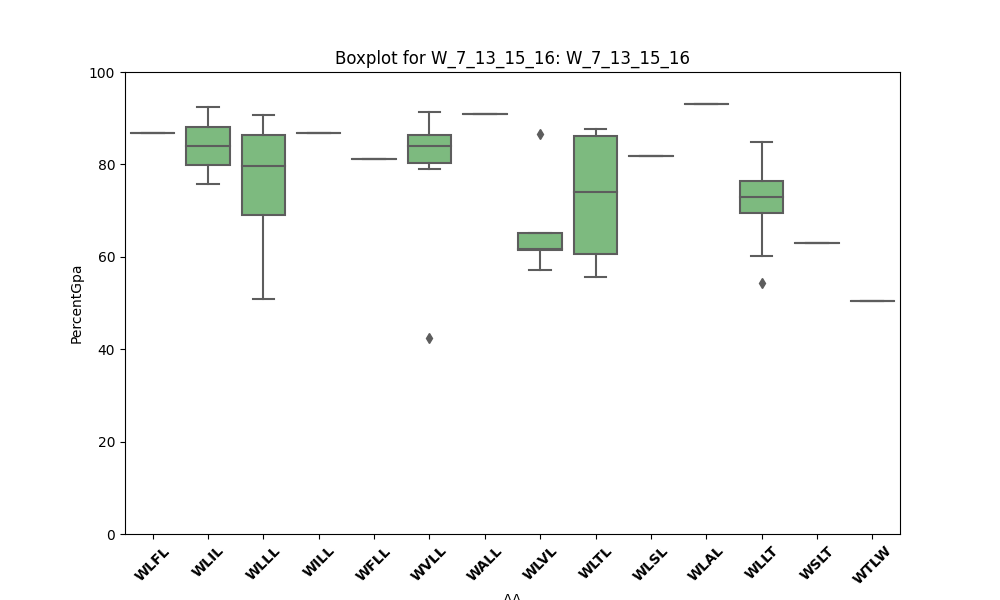 Boxplot for W_7_13_15_16: W_7_13_15_16
PercentGpa
100
80
60
40
20
0
WLFL
WLIL
WLLL
WILL
WFLL
WVLL
WALL
WLVL
WLTL
WLSL
WLAL
WLLT
WSLT
WTLW
AA